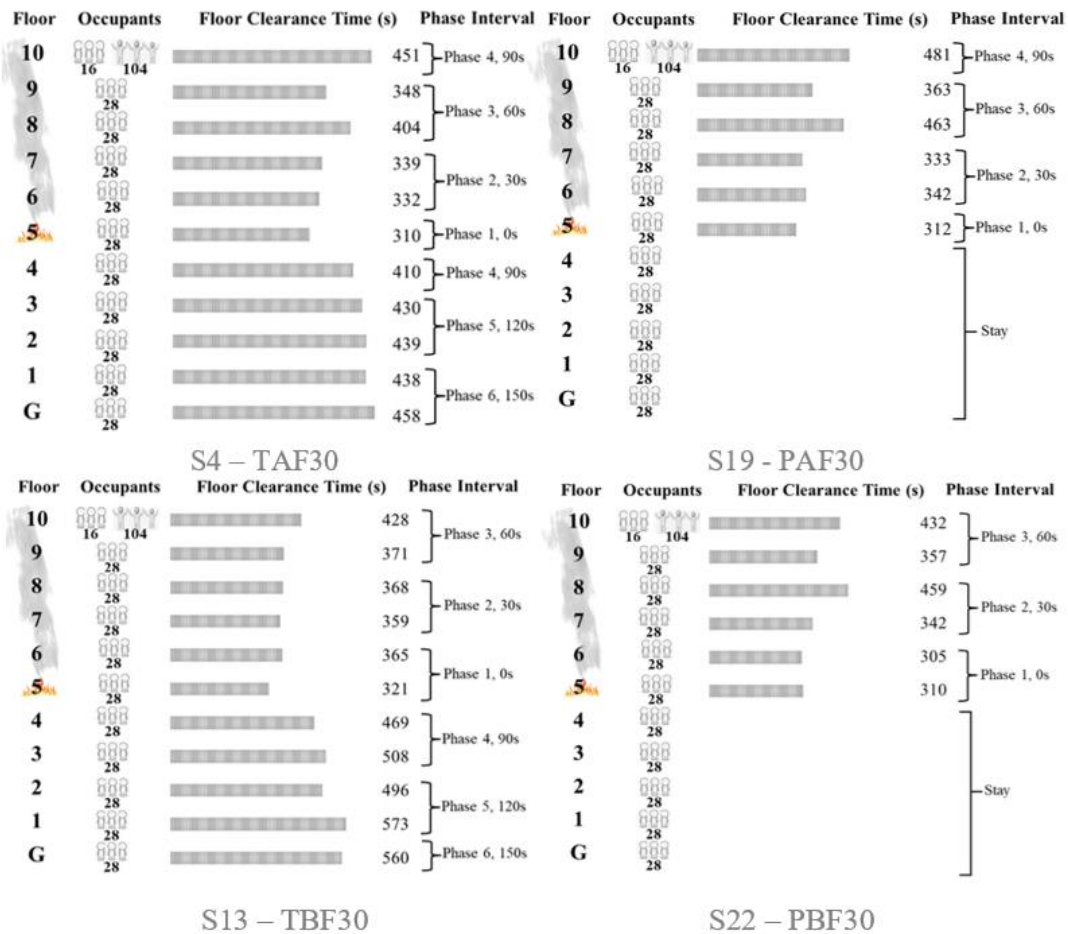 Floor Occupants Floor Clearance Time (s) Phase Interval
10 16 104 451 Phase 4, 90s
9 28 348
Phase 3, 60s
8 28 404
7 28 339
Phase 2, 30s
6 28 332
5 28 310 Phase 1, 0s
4 28 410 Phase 4, 90s
3 28 430
Phase 5, 120s
2 28 439
1 28 438
Phase 6, 150s
G 28 458
S4 – TAF30
Floor Occupants Floor Clearance Time (s) Phase Interval
10 16 104 481 Phase 4, 90s
9 28 363
Phase 3, 60s
8 28 463
7 28 333
Phase 2, 30s
6 28 342
5 28 312 Phase 1, 0s
4 28
3 28
2 28
Stay
1 28
G 28
S19 - PAF30
Floor Occupants Floor Clearance Time (s) Phase Interval
10 16 104 428
Phase 3, 60s
9 28 371
8 28 368
Phase 2, 30s
7 28 359
6 28 365
Phase 1, 0s
5 28 321
4 28 469
Phase 4, 90s
3 28 508
2 28 496
Phase 5, 120s
1 28 573
G 28 560 Phase 6, 150s
S13 – TBF30
Floor Occupants Floor Clearance Time (s) Phase Interval
10 16 104 432
Phase 3, 60s
9 28 357
8 28 459
Phase 2, 30s
7 28 342
6 28 305
Phase 1, 0s
5 28 310
4 28
3 28
2 28
Stay
1 28
G 28
S22 – PBF30